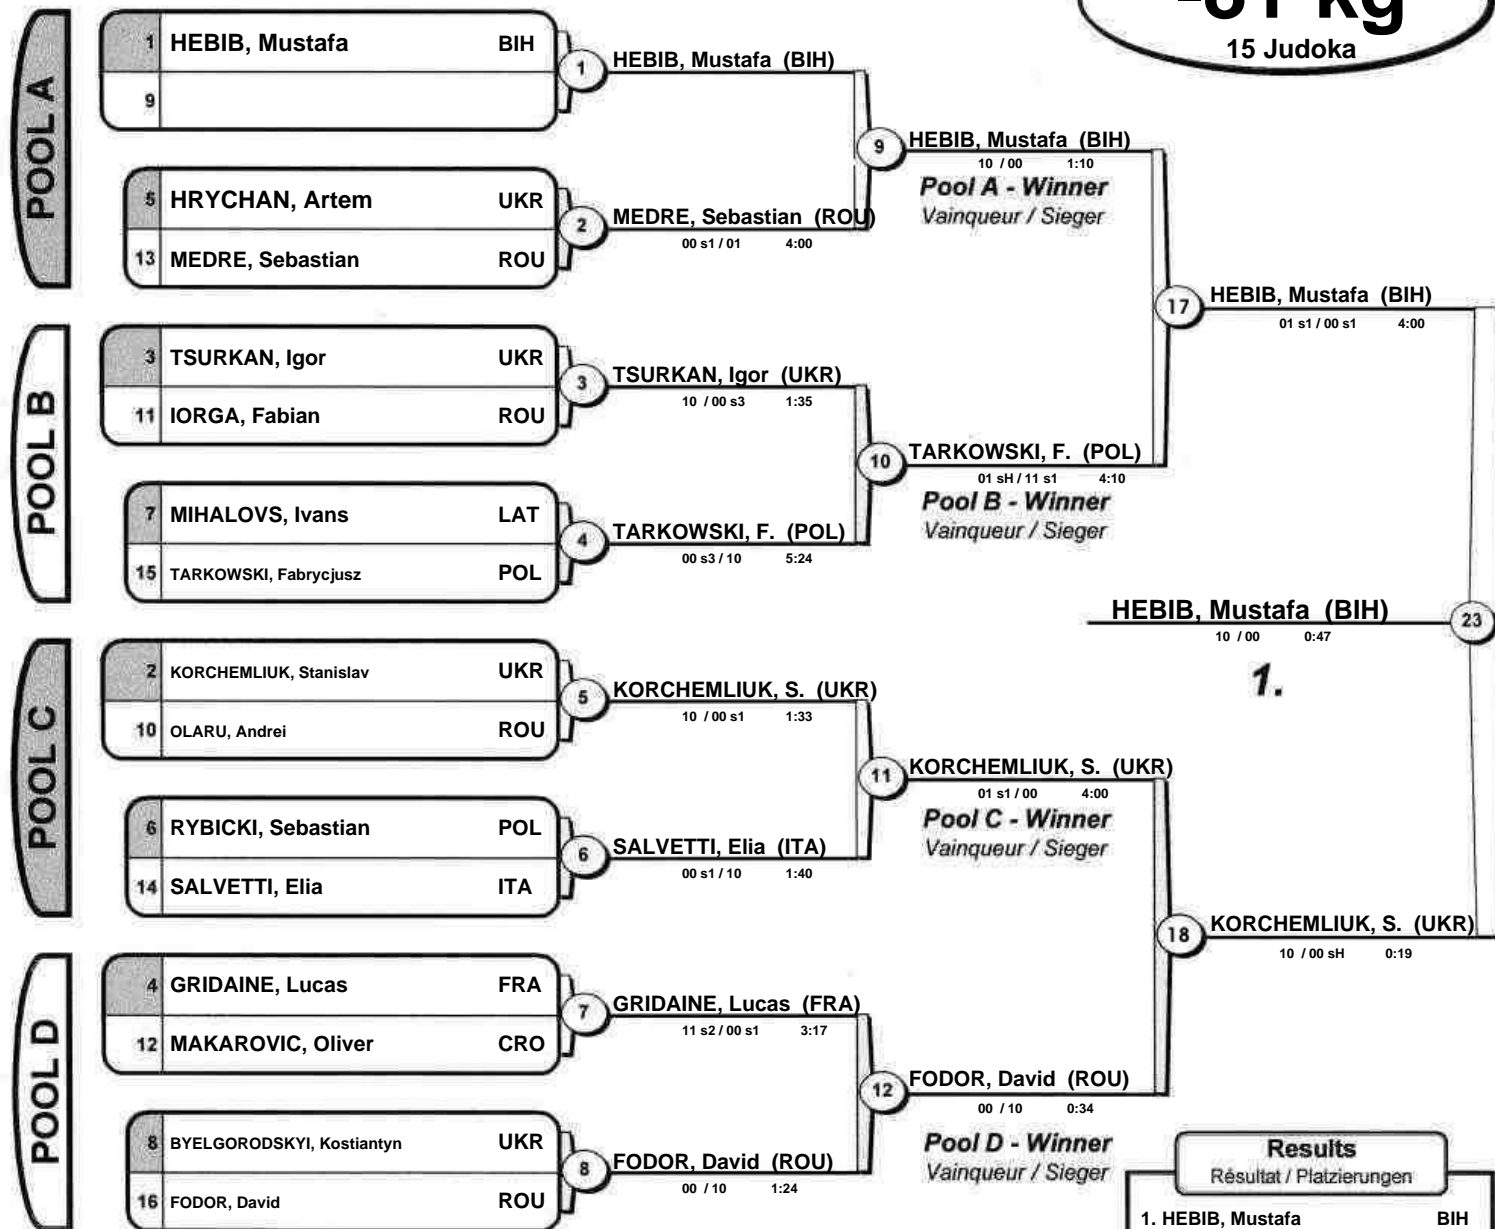 -81 kg
15 Judoka
POOL A
1 HEBIB, Mustafa BIH
9
1
HEBIB, Mustafa (BIH)
5 HRYCHAN, Artem UKR
13 MEDRE, Sebastian ROU
2
MEDRE, Sebastian (ROU)
00 s1 / 01 4:00
9
HEBIB, Mustafa (BIH)
10 / 00 1:10
Pool A - Winner
Vainqueur / Sieger
POOL B
3 TSURKAN, Igor UKR
11 IORGA, Fabian ROU
3
TSURKAN, Igor (UKR)
10 / 00 s3 1:35
7 MIHALOVS, Ivans LAT
15 TARKOWSKI, Fabrycjusz POL
4
TARKOWSKI, F. (POL)
00 s3 / 10 5:24
10
TARKOWSKI, F. (POL)
01 sH / 11 s1 4:10
Pool B - Winner
Vainqueur / Sieger
17
HEBIB, Mustafa (BIH)
01 s1 / 00 s1 4:00
HEBIB, Mustafa (BIH)
10 / 00 0:47
23
1.
POOL C
2 KORCHEMLIUK, Stanislav UKR
10 OLARU, Andrei ROU
5
KORCHEMLIUK, S. (UKR)
10 / 00 s1 1:33
6 RYBICKI, Sebastian POL
14 SALVETTI, Elia ITA
6
SALVETTI, Elia (ITA)
00 s1 / 10 1:40
11
KORCHEMLIUK, S. (UKR)
01 s1 / 00 4:00
Pool C - Winner
Vainqueur / Sieger
18
KORCHEMLIUK, S. (UKR)
10 / 00 sH 0:19
POOL D
4 GRIDAINE, Lucas FRA
12 MAKAROVIC, Oliver CRO
7
GRIDAINE, Lucas (FRA)
11 s2 / 00 s1 3:17
8 BYELGORODSKYI, Kostiantyn UKR
16 FODOR, David ROU
8
FODOR, David (ROU)
00 / 10 1:24
12
FODOR, David (ROU)
00 / 10 0:34
Pool D - Winner
Vainqueur / Sieger
Results
Résultat / Platzierungen
1. HEBIB, Mustafa BIH